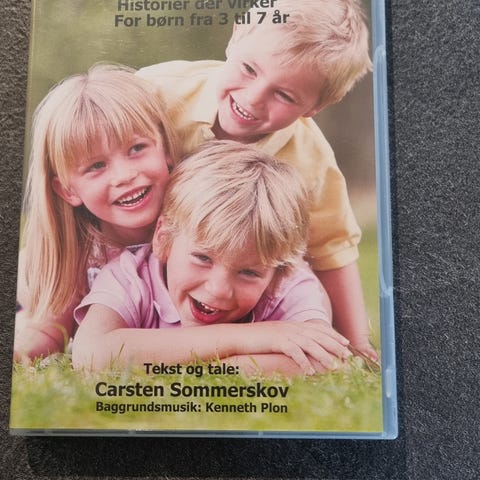 Historier der virker
For børn fra 3 til 7 år
Tekst og tale:
Carsten Sommerskov
Baggrundsmusik: Kenneth Plon